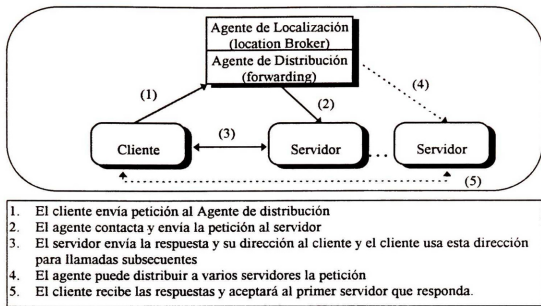 Agente de Localización
(location Broker)
Agente de Distribución
(forwarding)
(1)
(2)
(4)
Cliente
(3)
Servidor
Servidor
(5)
1. El cliente envía petición al Agente de distribución
2. El agente contacta y envía la petición al servidor
3. El servidor envía la respuesta y su dirección al cliente y el cliente usa esta dirección
para llamadas subsecuentes
4. El agente puede distribuir a varios servidores la petición
5. El cliente recibe las respuestas y aceptará al primer servidor que responda.